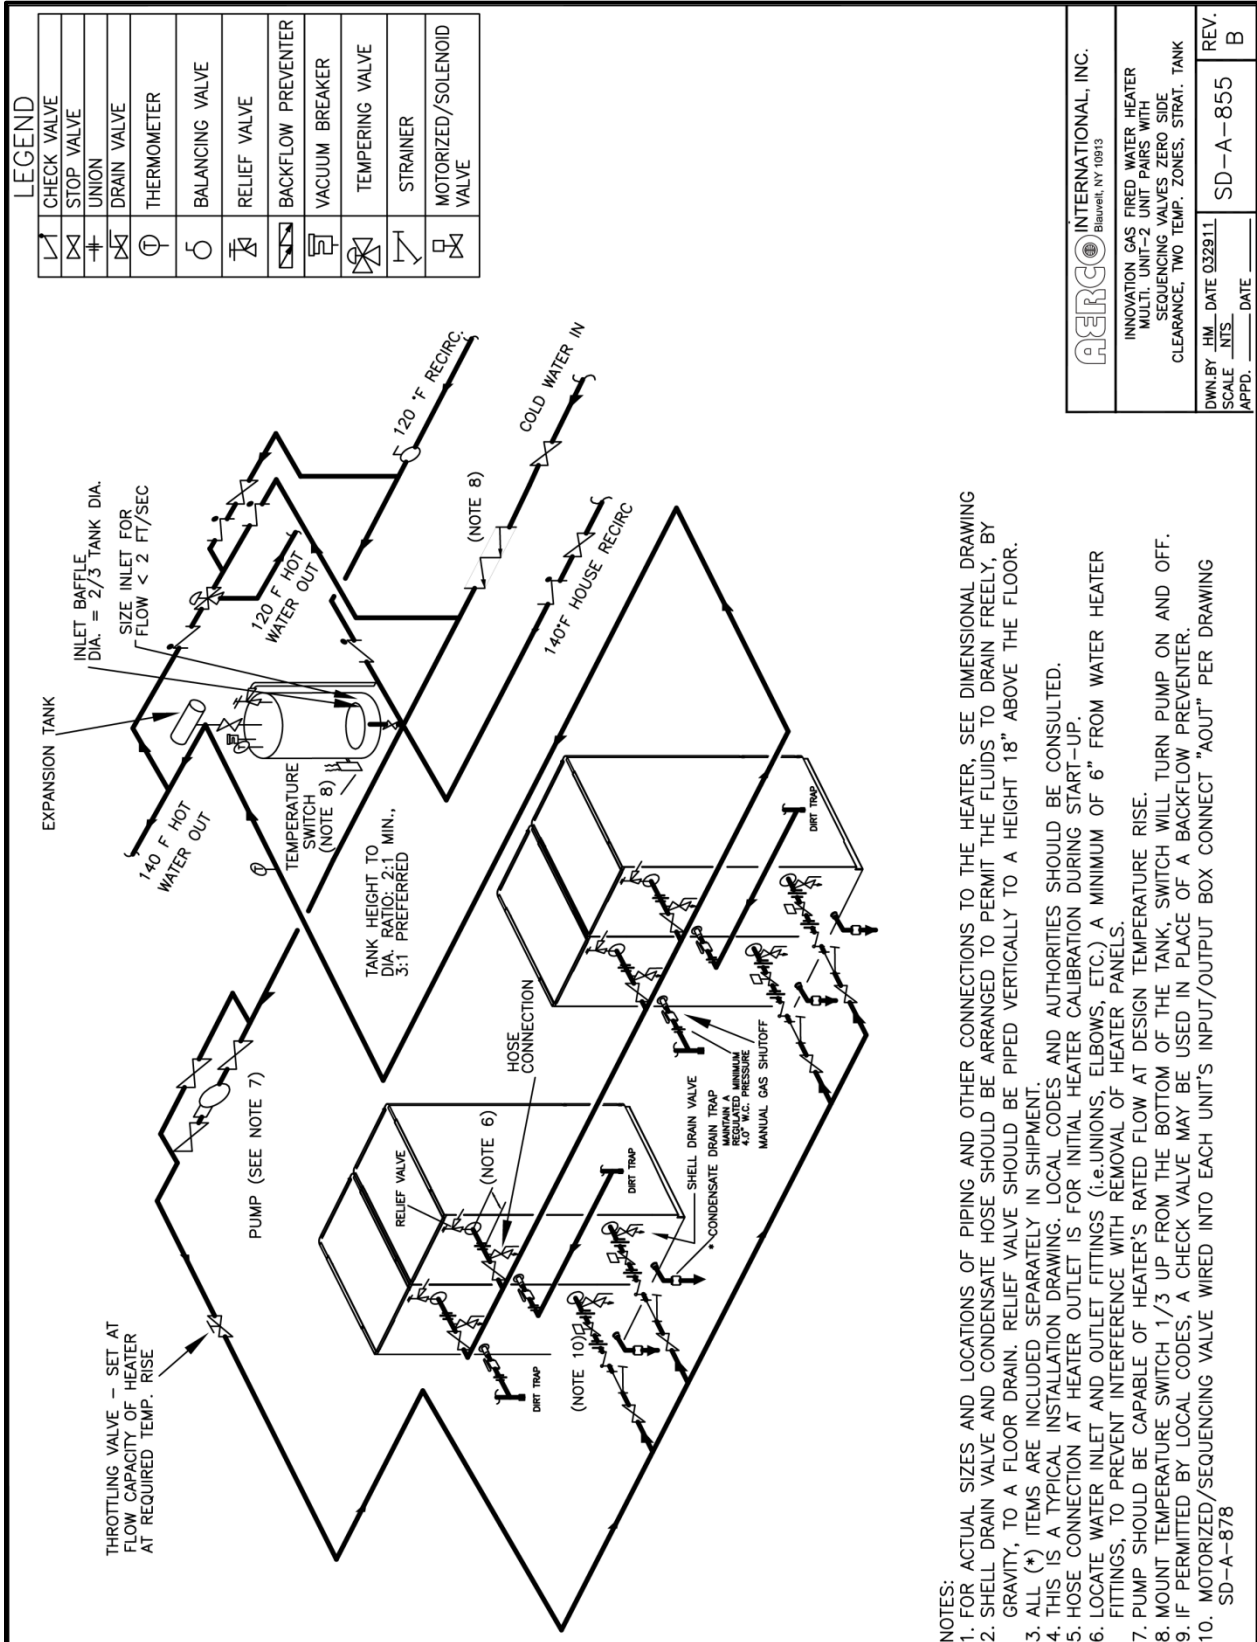 LEGEND
CHECK VALVE
STOP VALVE
UNION
DRAIN VALVE
T
THERMOMETER
BALANCING VALVE
RELIEF VALVE
BACKFLOW PREVENTER
VACUUM BREAKER
TEMPERING VALVE
STRAINER
MOTORIZED/SOLENOID
VALVE
EXPANSION TANK
INLET BAFFLE
DIA. = 2/3 TANK DIA.
SIZE INLET FOR
FLOW < 2 FT/SEC
140 F HOT
WATER OUT
120 F HOT
WATER OUT
120 °F RECIRC.
COLD WATER IN
(NOTE 8)
140°F HOUSE RECIRC
TEMPERATURE
SWITCH
(NOTE 8)
TANK HEIGHT TO
DIA. RATIO: 2:1 MIN.,
3:1 PREFERRED
PUMP (SEE NOTE 7)
THROTTLING VALVE – SET AT
FLOW CAPACITY OF HEATER
AT REQUIRED TEMP. RISE
HOSE
CONNECTION
RELIEF VALVE
(NOTE 6)
DIRT TRAP
DIRT TRAP
(NOTE 10)
SHELL DRAIN VALVE
* CONDENSATE DRAIN TRAP
MAINTAIN A
REGULATED MINIMUM
4.0" W.C. PRESSURE
MANUAL GAS SHUTOFF
DIRT TRAP
NOTES:
1. FOR ACTUAL SIZES AND LOCATIONS OF PIPING AND OTHER CONNECTIONS TO THE HEATER, SEE DIMENSIONAL DRAWING
2. SHELL DRAIN VALVE AND CONDENSATE HOSE SHOULD BE ARRANGED TO PERMIT THE FLUIDS TO DRAIN FREELY, BY
GRAVITY, TO A FLOOR DRAIN. RELIEF VALVE SHOULD BE PIPED VERTICALLY TO A HEIGHT 18" ABOVE THE FLOOR.
3. ALL (*) ITEMS ARE INCLUDED SEPARATELY IN SHIPMENT.
4. THIS IS A TYPICAL INSTALLATION DRAWING. LOCAL CODES AND AUTHORITIES SHOULD BE CONSULTED.
5. HOSE CONNECTION AT HEATER OUTLET IS FOR INITIAL HEATER CALIBRATION DURING START-UP.
6. LOCATE WATER INLET AND OUTLET FITTINGS (i.e.UNIONS, ELBOWS, ETC.) A MINIMUM OF 6" FROM WATER HEATER
FITTINGS, TO PREVENT INTERFERENCE WITH REMOVAL OF HEATER PANELS.
7. PUMP SHOULD BE CAPABLE OF HEATER'S RATED FLOW AT DESIGN TEMPERATURE RISE.
8. MOUNT TEMPERATURE SWITCH 1/3 UP FROM THE BOTTOM OF THE TANK, SWITCH WILL TURN PUMP ON AND OFF.
9. IF PERMITTED BY LOCAL CODES, A CHECK VALVE MAY BE USED IN PLACE OF A BACKFLOW PREVENTER.
10. MOTORIZED/SEQUENCING VALVE WIRED INTO EACH UNIT'S INPUT/OUTPUT BOX CONNECT "AOUT" PER DRAWING
SD-A-878
AERCO INTERNATIONAL, INC.
Blauvelt, NY 10913
INNOVATION GAS FIRED WATER HEATER
MULTI. UNIT-2 UNIT PAIRS WITH
SEQUENCING VALVES ZERO SIDE
CLEARANCE, TWO TEMP. ZONES, STRAT. TANK
DWN.BY HM DATE 032911
SCALE NTS
APPD. DATE
SD-A-855
REV.
B